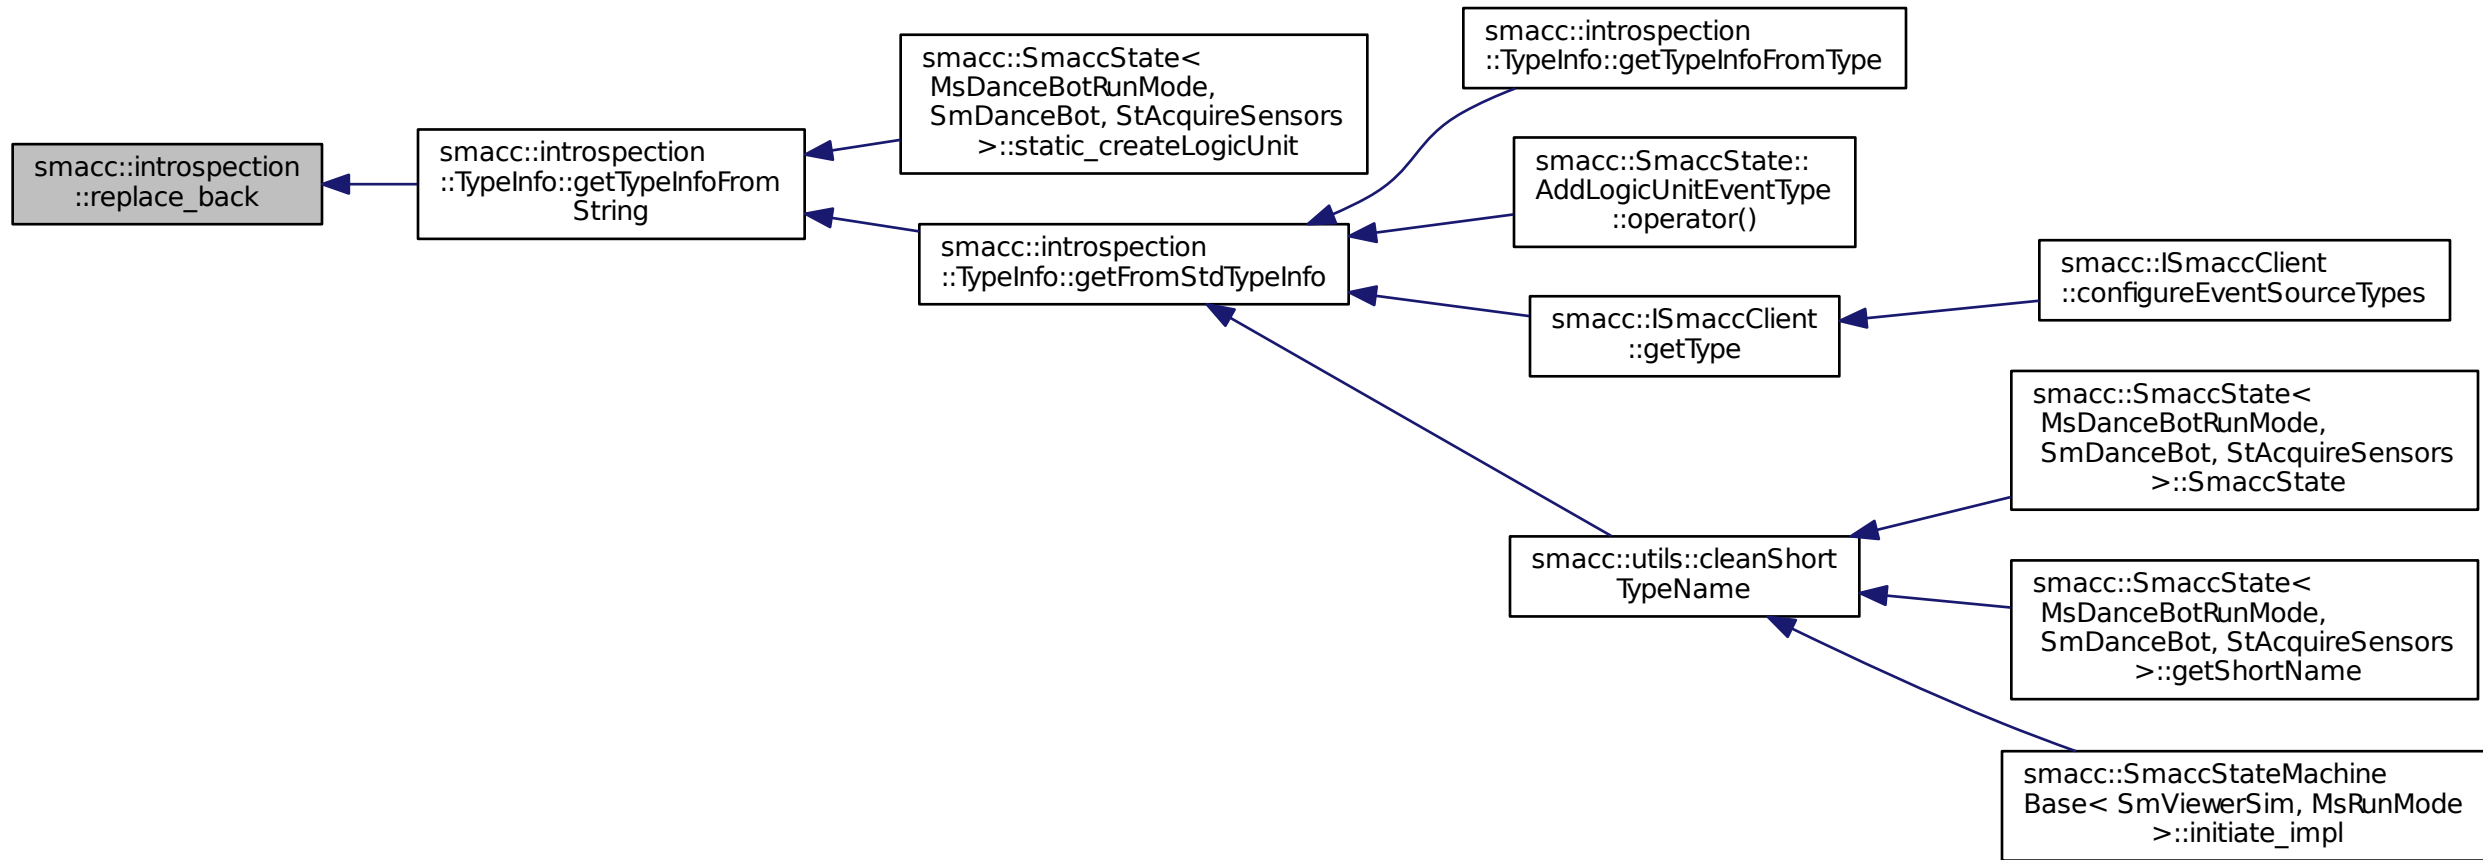 smacc::introspection
::replace_back
smacc::introspection
::TypeInfo::getTypeInfoFrom
String
smacc::SmaccState<
MsDanceBotRunMode,
SmDanceBot, StAcquireSensors
>::static_createLogicUnit
smacc::introspection
::TypeInfo::getFromStdTypeInfo
smacc::introspection
::TypeInfo::getTypeInfoFromType
smacc::SmaccState::
AddLogicUnitEventType
::operator()
smacc::ISmaccClient
::getType
smacc::ISmaccClient
::configureEventSourceTypes
smacc::utils::cleanShort
TypeName
smacc::SmaccState<
MsDanceBotRunMode,
SmDanceBot, StAcquireSensors
>::SmaccState
smacc::SmaccState<
MsDanceBotRunMode,
SmDanceBot, StAcquireSensors
>::getShortName
smacc::SmaccStateMachine
Base< SmViewerSim, MsRunMode
>::initiate_impl